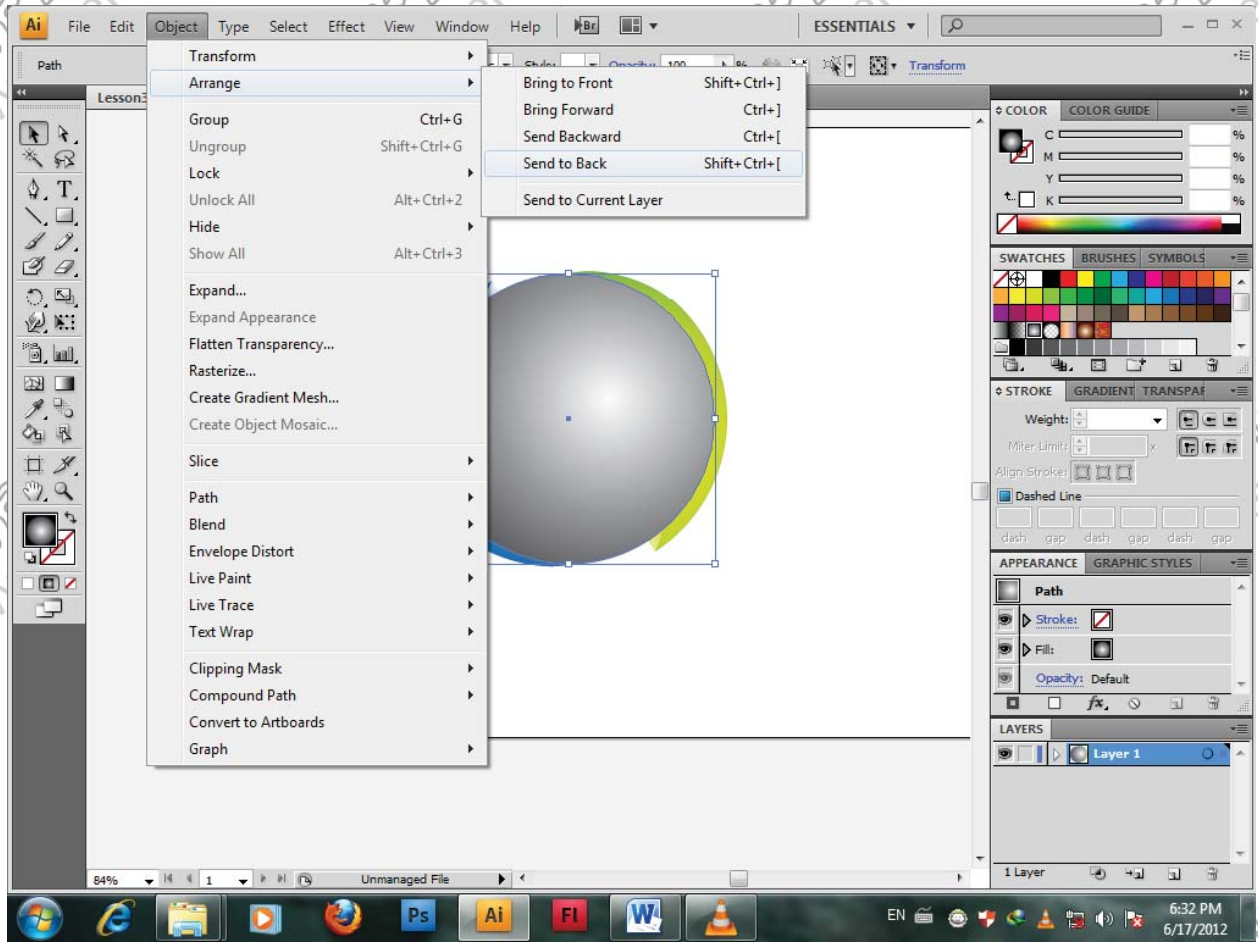 Ai File Edit Object Type Select Effect View Window Help Br ESSENTIALS
Path Opacity: 100 % Transform
Transform
Arrange
Group Ctrl+G
Ungroup Shift+Ctrl+G
Lock
Unlock All Alt+Ctrl+2
Hide
Show All Alt+Ctrl+3
Expand...
Expand Appearance
Flatten Transparency...
Rasterize...
Create Gradient Mesh...
Create Object Mosaic...
Slice
Path
Blend
Envelope Distort
Live Paint
Live Trace
Text Wrap
Clipping Mask
Compound Path
Convert to Artboards
Graph
Bring to Front Shift+Ctrl+]
Bring Forward Ctrl+]
Send Backward Ctrl+[
Send to Back Shift+Ctrl+[
Send to Current Layer
Lesson3
COLOR COLOR GUIDE
C %
M %
Y %
K %
SWATCHES BRUSHES SYMBOLS
STROKE GRADIENT TRANSPAR
Weight:
Miter Limit: x
Align Stroke:
Dashed Line
dash gap dash gap dash gap
APPEARANCE GRAPHIC STYLES
Path
Stroke:
Fill:
Opacity: Default
LAYERS
Layer 1
1 Layer
84% 1 Unmanaged File
Ps Ai Fl W EN 6:32 PM
6/17/2012